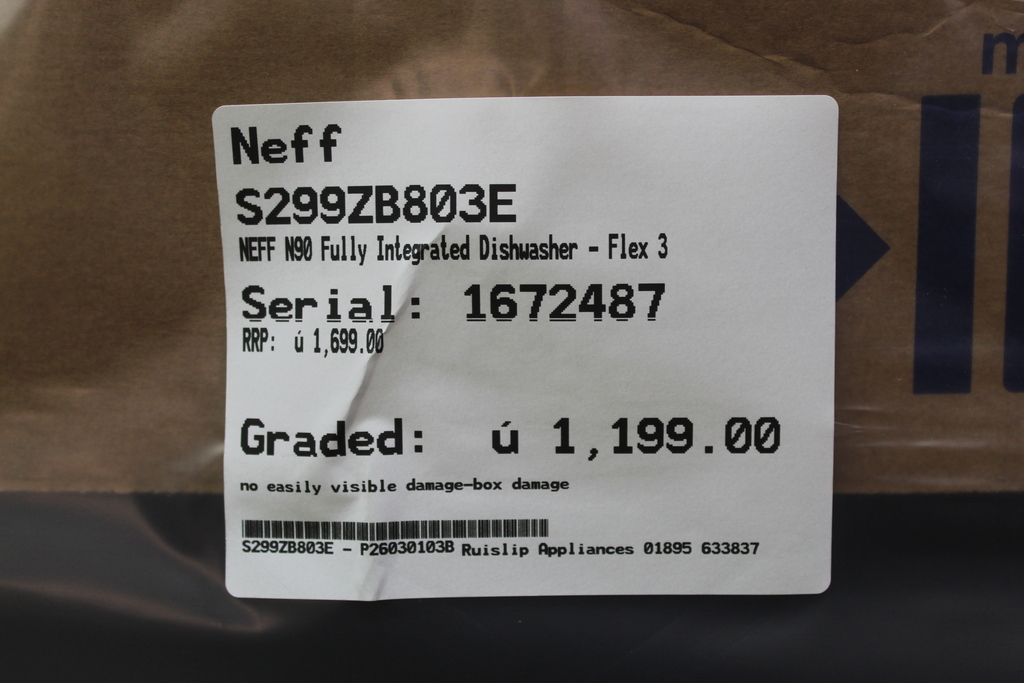 Neff
S299ZB803E
NEFF N90 Fully Integrated Dishwasher - Flex 3
Serial: 1672487
RRP: ú 1,699.00
Graded: ú 1,199.00
no easily visible damage-box damage
S299ZB803E - P26030103B Ruislip Appliances 01895 633837